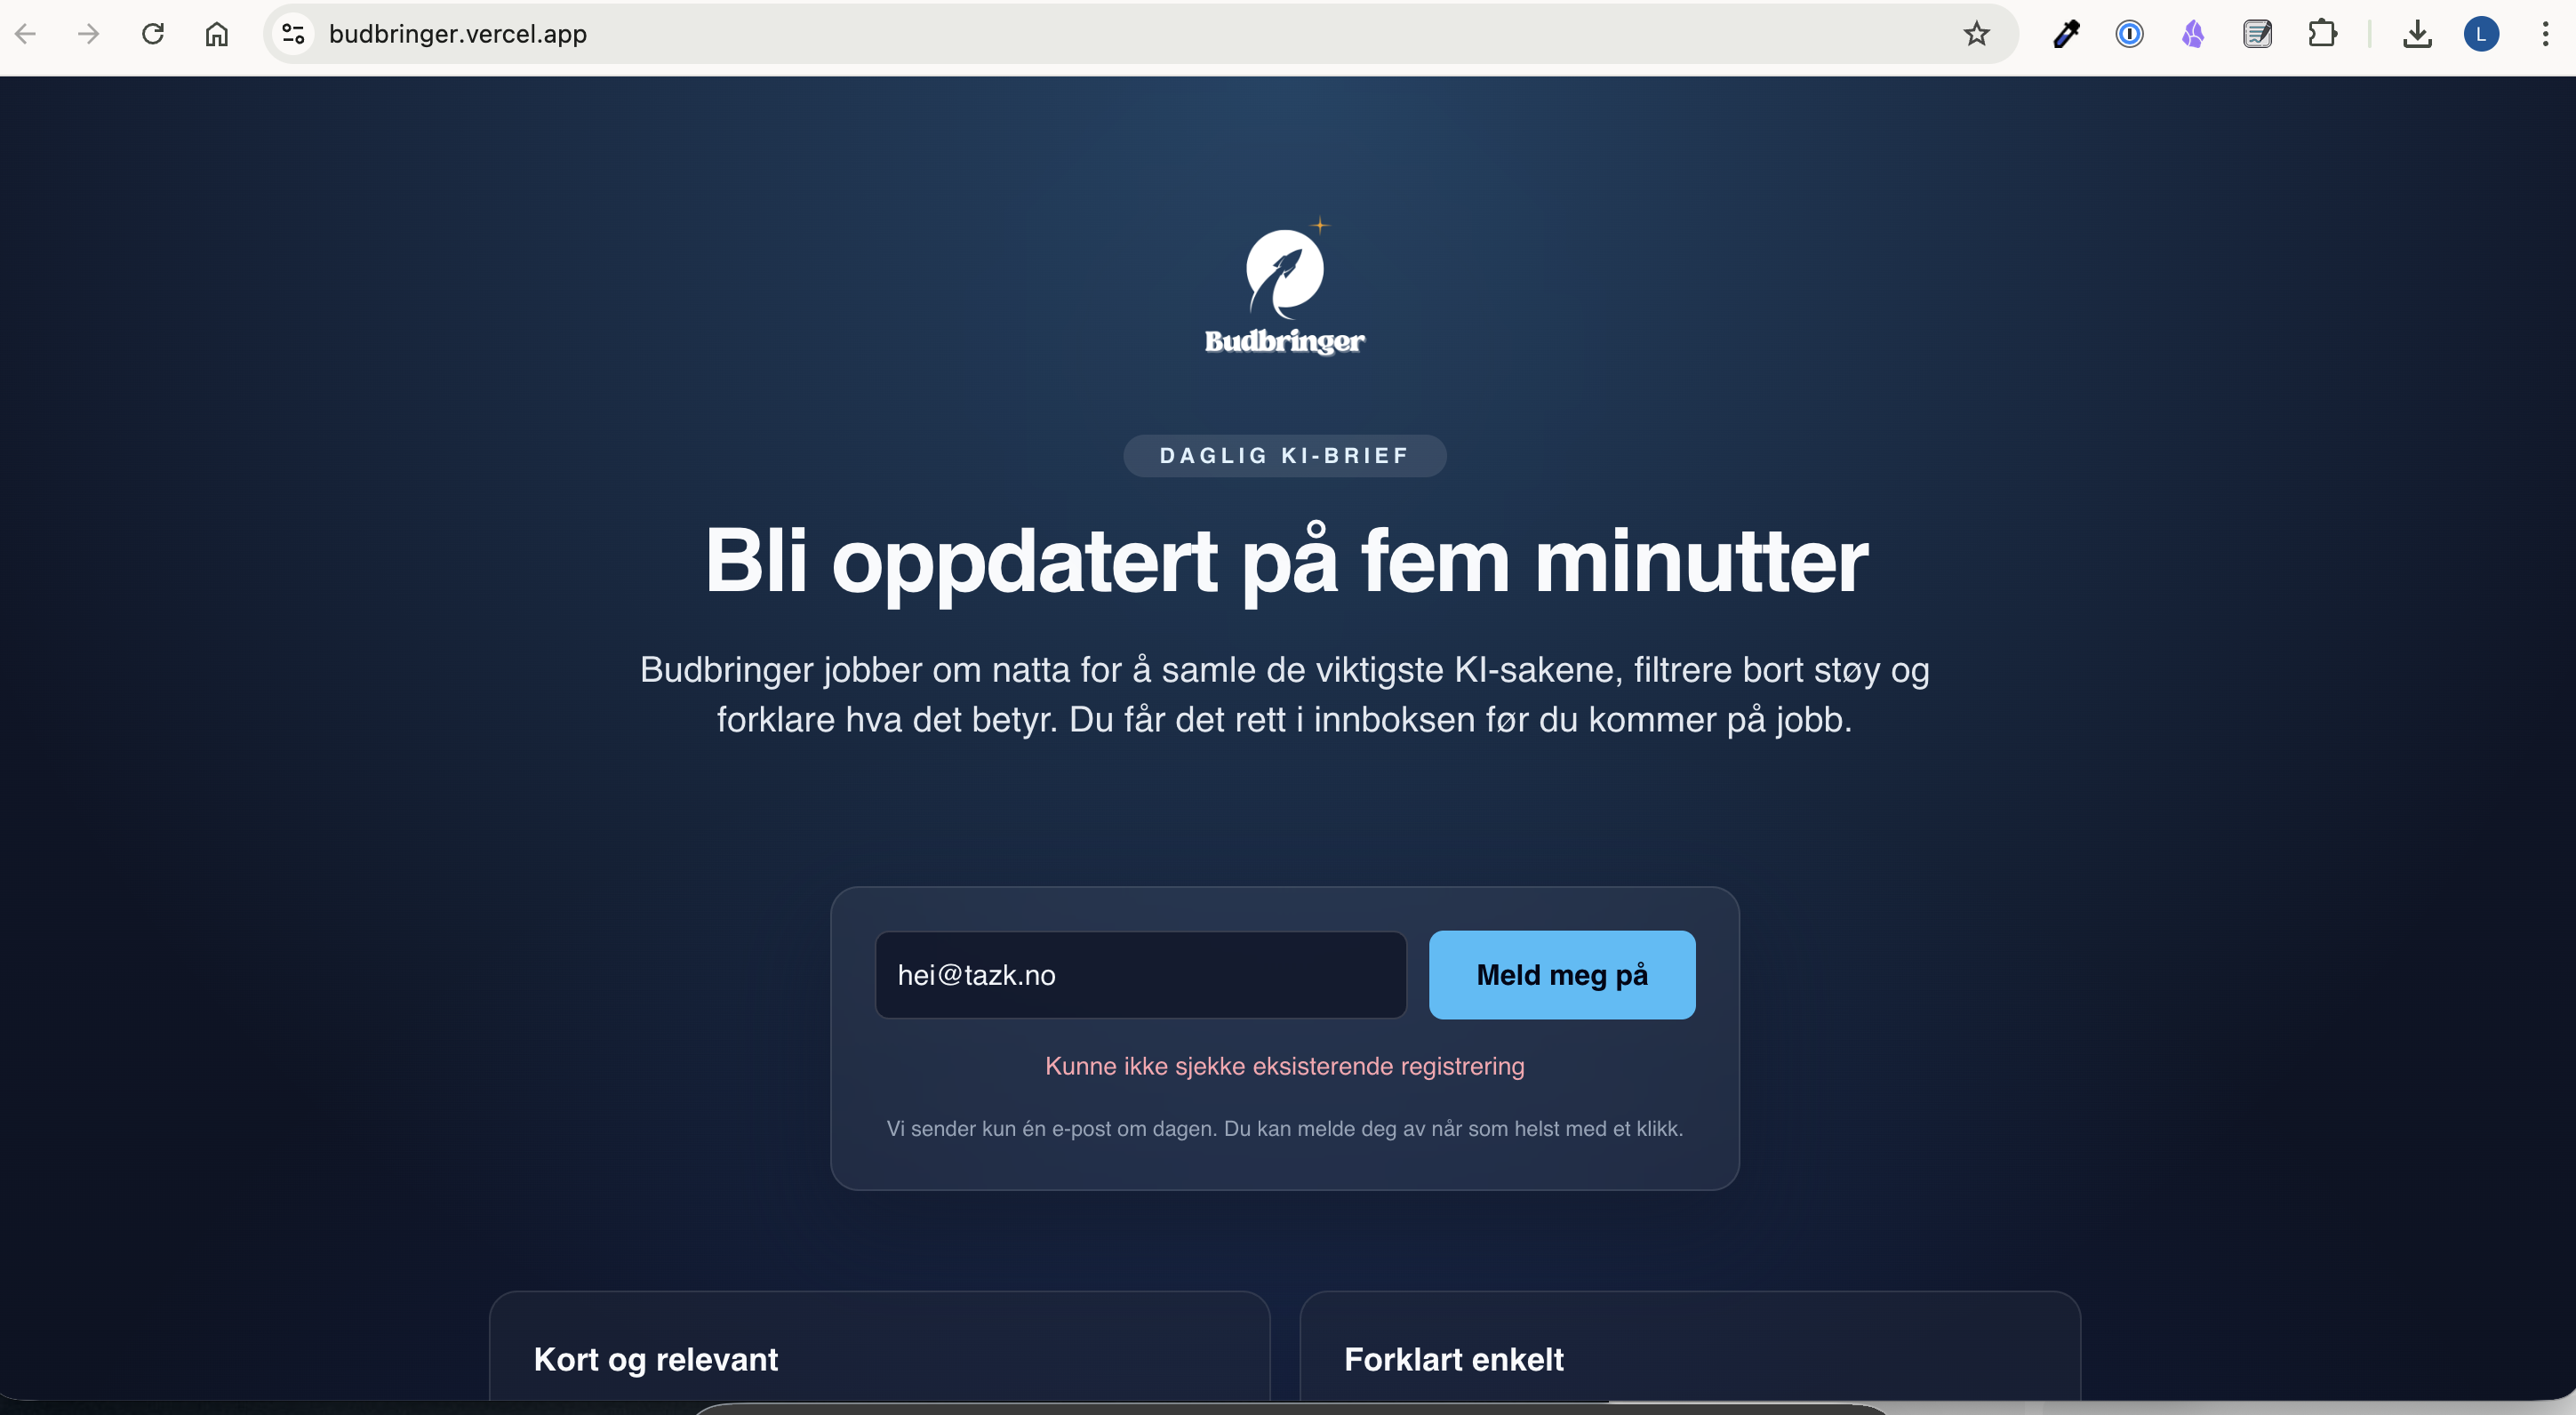 budbringer.vercel.app
L
Budbringer
DAGLIG KI-BRIEF
Bli oppdatert på fem minutter
Budbringer jobber om natta for å samle de viktigste KI-sakene, filtrere bort støy og
forklare hva det betyr. Du får det rett i innboksen før du kommer på jobb.
hei@tazk.no
Meld meg på
Kunne ikke sjekke eksisterende registrering
Vi sender kun én e-post om dagen. Du kan melde deg av når som helst med et klikk.
Kort og relevant
Forklart enkelt